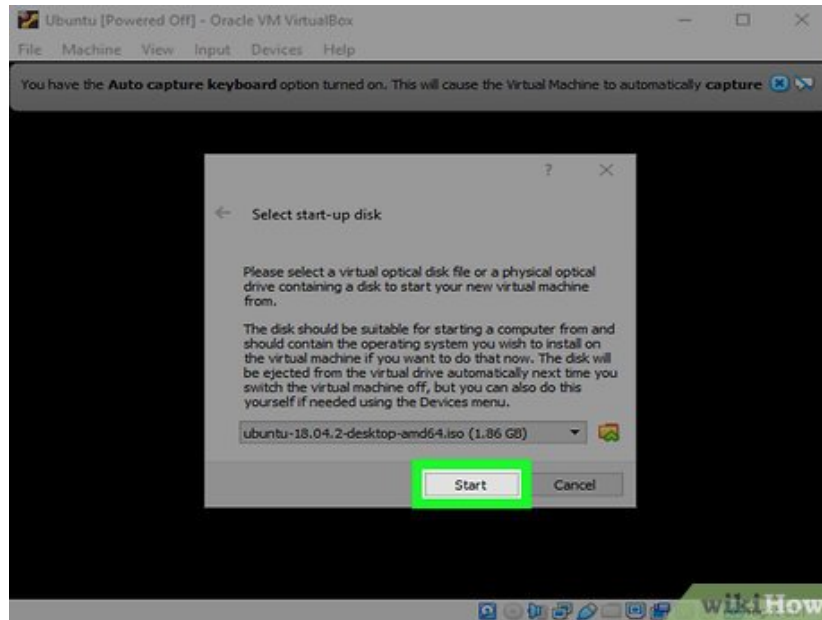 Ubuntu [Powered Off] - Oracle VM VirtualBox
File Machine View Input Devices Help
You have the Auto capture keyboard option turned on. This will cause the Virtual Machine to automatically capture
?
Select start-up disk
Please select a virtual optical disk file or a physical optical
drive containing a disk to start your new virtual machine
from.
The disk should be suitable for starting a computer from and
should contain the operating system you wish to install on
the virtual machine if you want to do that now. The disk will
be ejected from the virtual drive automatically next time you
switch the virtual machine off, but you can also do this
yourself if needed using the Devices menu.
ubuntu-18.04.2-desktop-amd64.iso (1.86 GB)
Start Cancel
wikiHow